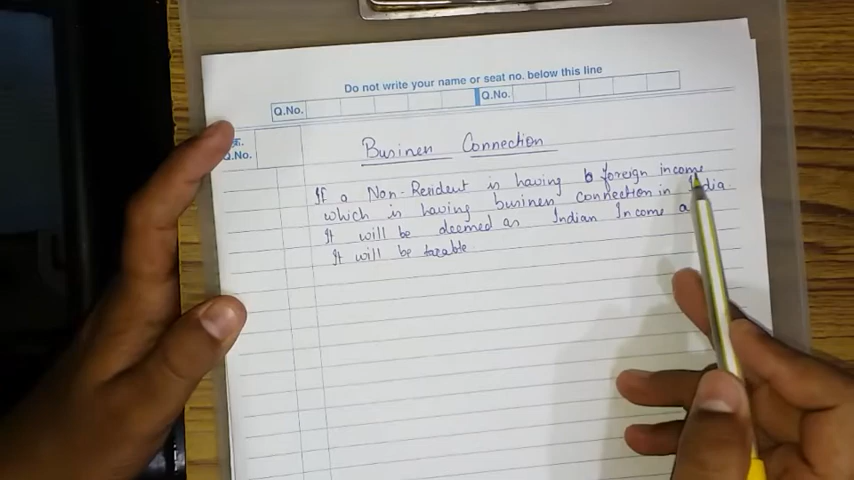 Do not write your name or seat no. below this line
Q.No. Q.No.
Q.No.
Business Connection
If a Non-Resident is having foreign income
which is having business connection in India.
It will be deemed as Indian Income
It will be taxable